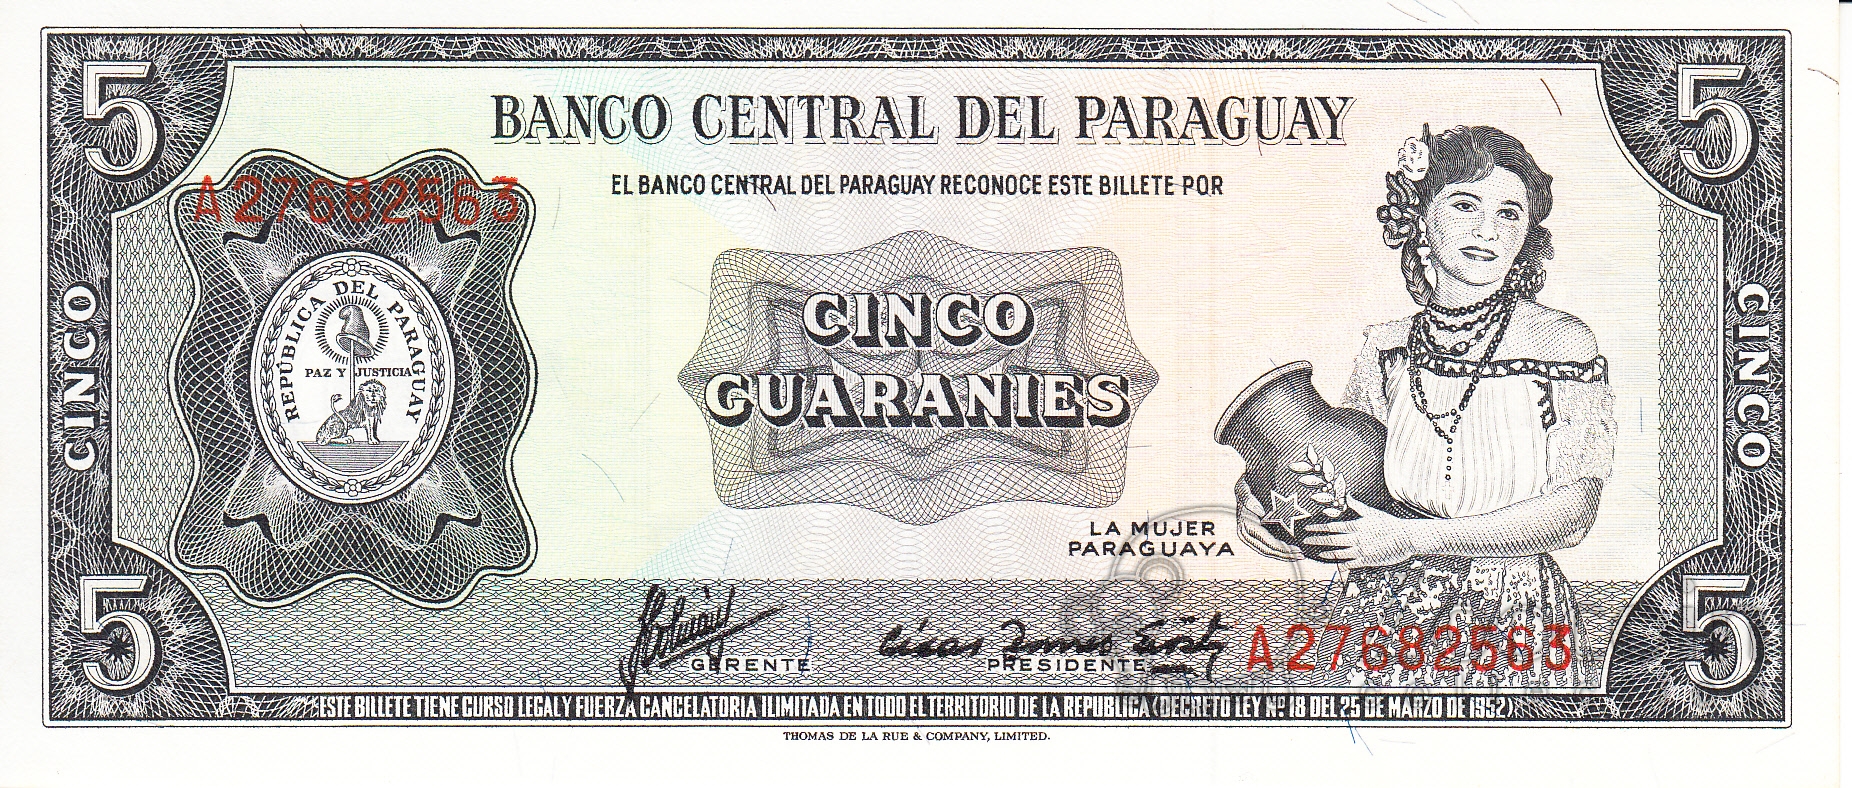 5
5
BANCO CENTRAL DEL PARAGUAY
A27682563
EL BANCO CENTRAL DEL PARAGUAY RECONOCE ESTE BILLETE POR
REPÚBLICA DEL PARAGUAY
PAZ Y JUSTICIA
CINCO
CINCO
GUARANIES
CINCO
LA MUJER
PARAGUAYA
5
GERENTE
PRESIDENTE
A27682563
5
ESTE BILLETE TIENE CURSO LEGAL Y FUERZA CANCELATORIA ILIMITADA EN TODO EL TERRITORIO DE LA REPUBLICA (DECRETO LEY Nº 18 DEL 25 DE MARZO DE 1952)
THOMAS DE LA RUE & COMPANY, LIMITED.